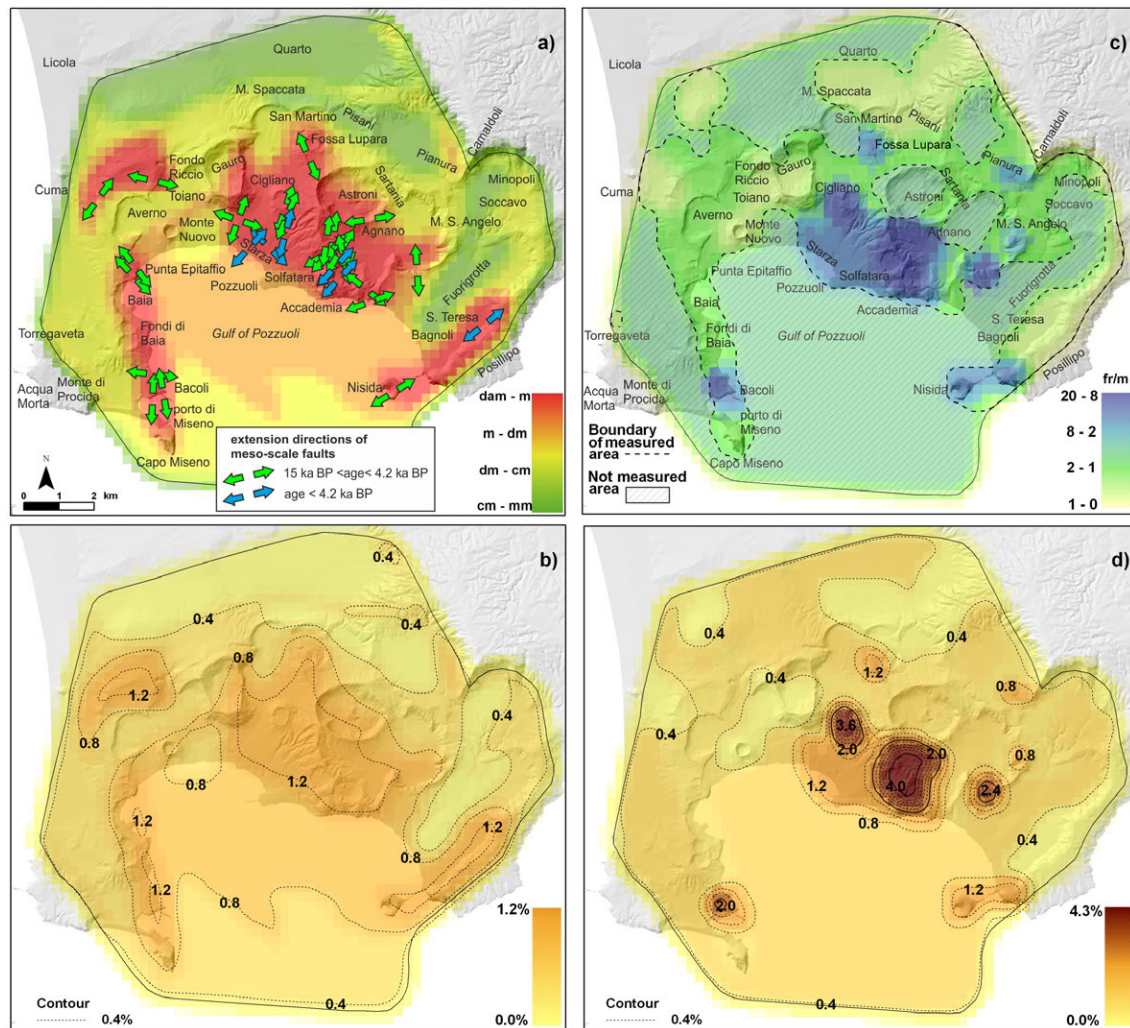 a)
Quarto
Licola
M. Spaccata
San Martino
Pisani
Fossa Lupara
Camaldoli
Pianura
Fondo
Riccio
Gauro
Cigliano
Minopoli
Cuma
Toiano
Astroni
Sartania
Soccavo
Averno
Monte
Nuovo
Agnano
M. S. Angelo
Starza
Punta Epitaffio
Solfatara
Pozzuoli
Fuorigrotta
Baia
Accademia
S. Teresa
Torregaveta
Fondi di
Baia
Gulf of Pozzuoli
Bagnoli
Posillipo
Acqua
Morta
Monte di
Procida
Bacoli
Nisida
porto di
Miseno
Capo Miseno
dam - m
m - dm
dm - cm
cm - mm
extension directions of
meso-scale faults
15 ka BP <age< 4.2 ka BP
age < 4.2 ka BP
N
0 1 2 km
c)
Quarto
Licola
M. Spaccata
San Martino
Pisani
Fossa Lupara
Camaldoli
Pianura
Fondo
Riccio
Gauro
Cigliano
Minopoli
Cuma
Toiano
Astroni
Sartania
Soccavo
Averno
Monte
Nuovo
Agnano
M. S. Angelo
Starza
Punta Epitaffio
Solfatara
Pozzuoli
Fuorigrotta
Baia
Accademia
S. Teresa
Torregaveta
Fondi di
Baia
Gulf of Pozzuoli
Bagnoli
Posillipo
Acqua
Morta
Monte di
Procida
Bacoli
Nisida
porto di
Miseno
Capo Miseno
fr/m
20 - 8
8 - 2
2 - 1
1 - 0
Boundary
of measured
area
Not measured
area
b)
0.4
0.4
0.4
0.8
1.2
0.4
0.8
0.8
1.2
1.2
1.2
0.8
1.2
0.8
0.4
1.2%
0.0%
Contour
0.4%
d)
0.4
0.4
1.2
0.8
0.4
3.6
0.4
2.0
2.0
0.8
1.2
4.0
2.4
0.8
0.4
1.2
2.0
0.4
4.3%
0.0%
Contour
0.4%